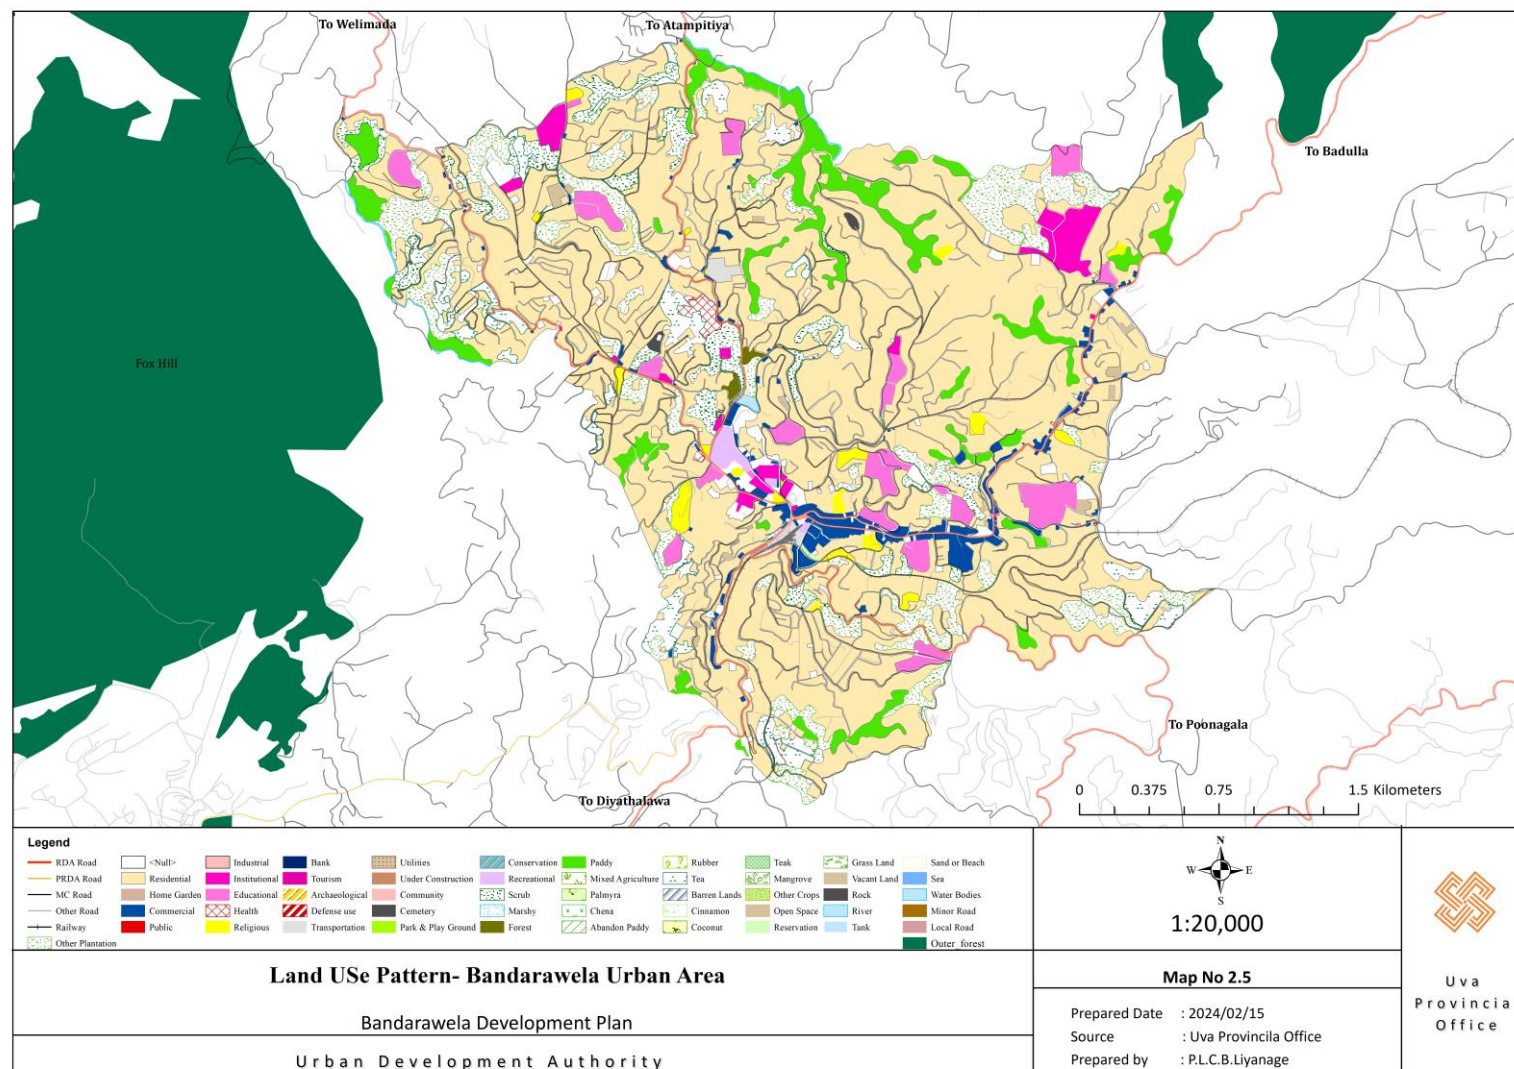 To Welimada
To Atampitiya
To Badulla
Fox Hill
To Poonagala
To Diyathalawa
0 0.375 0.75 1.5 Kilometers
Legend
RDA Road
PRDA Road
MC Road
Other Road
Railway
Other Plantation
<Null>
Residential
Home Garden
Commercial
Public
Industrial
Institutional
Educational
Health
Religious
Bank
Tourism
Archaeological
Defense use
Transportation
Utilities
Under Construction
Community
Cemetery
Park & Play Ground
Conservation
Recreational
Scrub
Marshy
Forest
Paddy
Mixed Agriculture
Palmyra
Chena
Abandon Paddy
Rubber
Tea
Barren Lands
Cinnamon
Coconut
Teak
Mangrove
Other Crops
Open Space
Reservation
Grass Land
Vacant Land
Rock
River
Tank
Sand or Beach
Sea
Water Bodies
Minor Road
Local Road
Outer_forest
N
W E
S
1:20,000
Land USe Pattern- Bandarawela Urban Area
Bandarawela Development Plan
Urban Development Authority
Map No 2.5
Prepared Date : 2024/02/15
Source : Uva Provincila Office
Prepared by : P.L.C.B.Liyanage
Uva
Provincia
Office